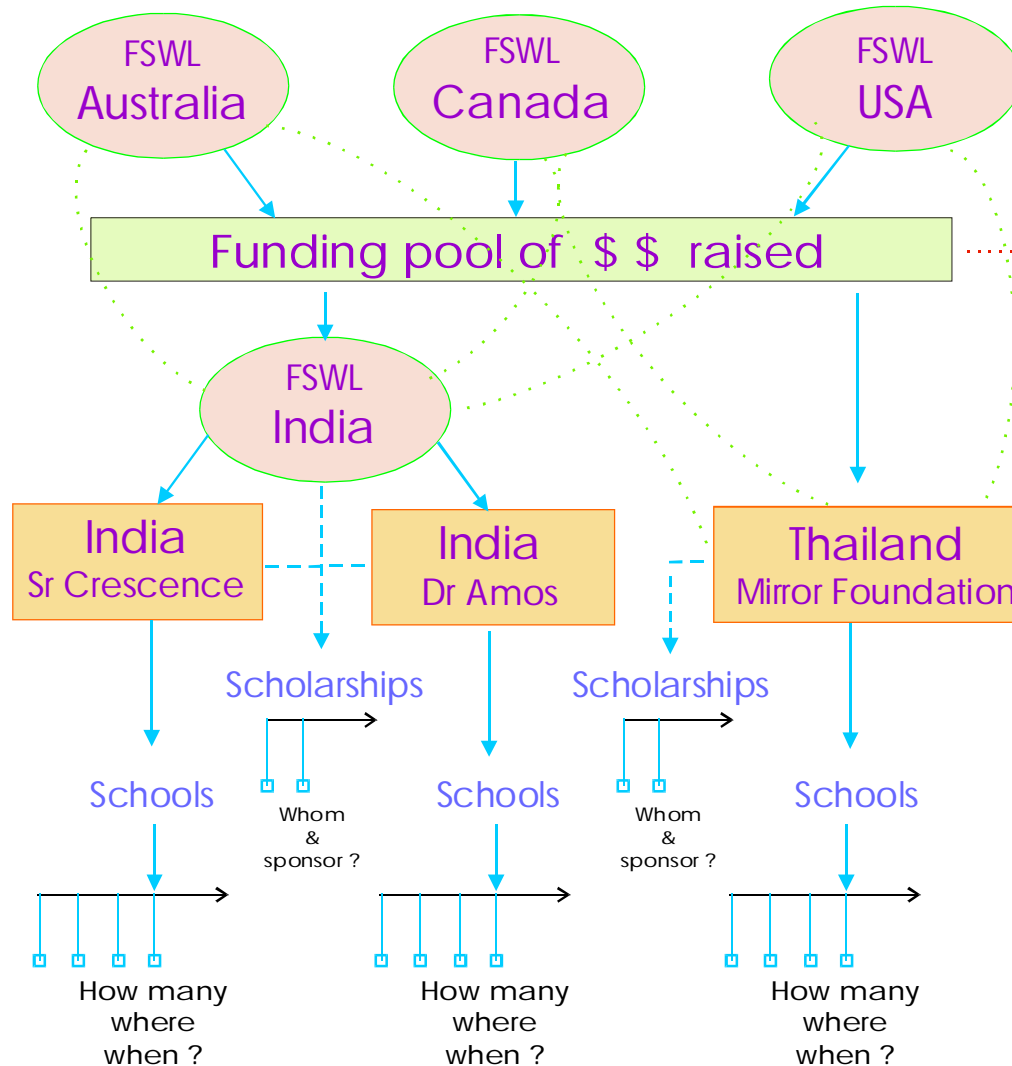 FSWL
Australia
FSWL
Canada
FSWL
USA
Funding pool of $ $ raised
FSWL
India
India
Sr Crescence
India
Dr Amos
Thailand
Mirror Foundation
Scholarships
Scholarships
Whom
&
sponsor ?
Whom
&
sponsor ?
Schools
Schools
Schools
How many
where
when ?
How many
where
when ?
How many
where
when ?